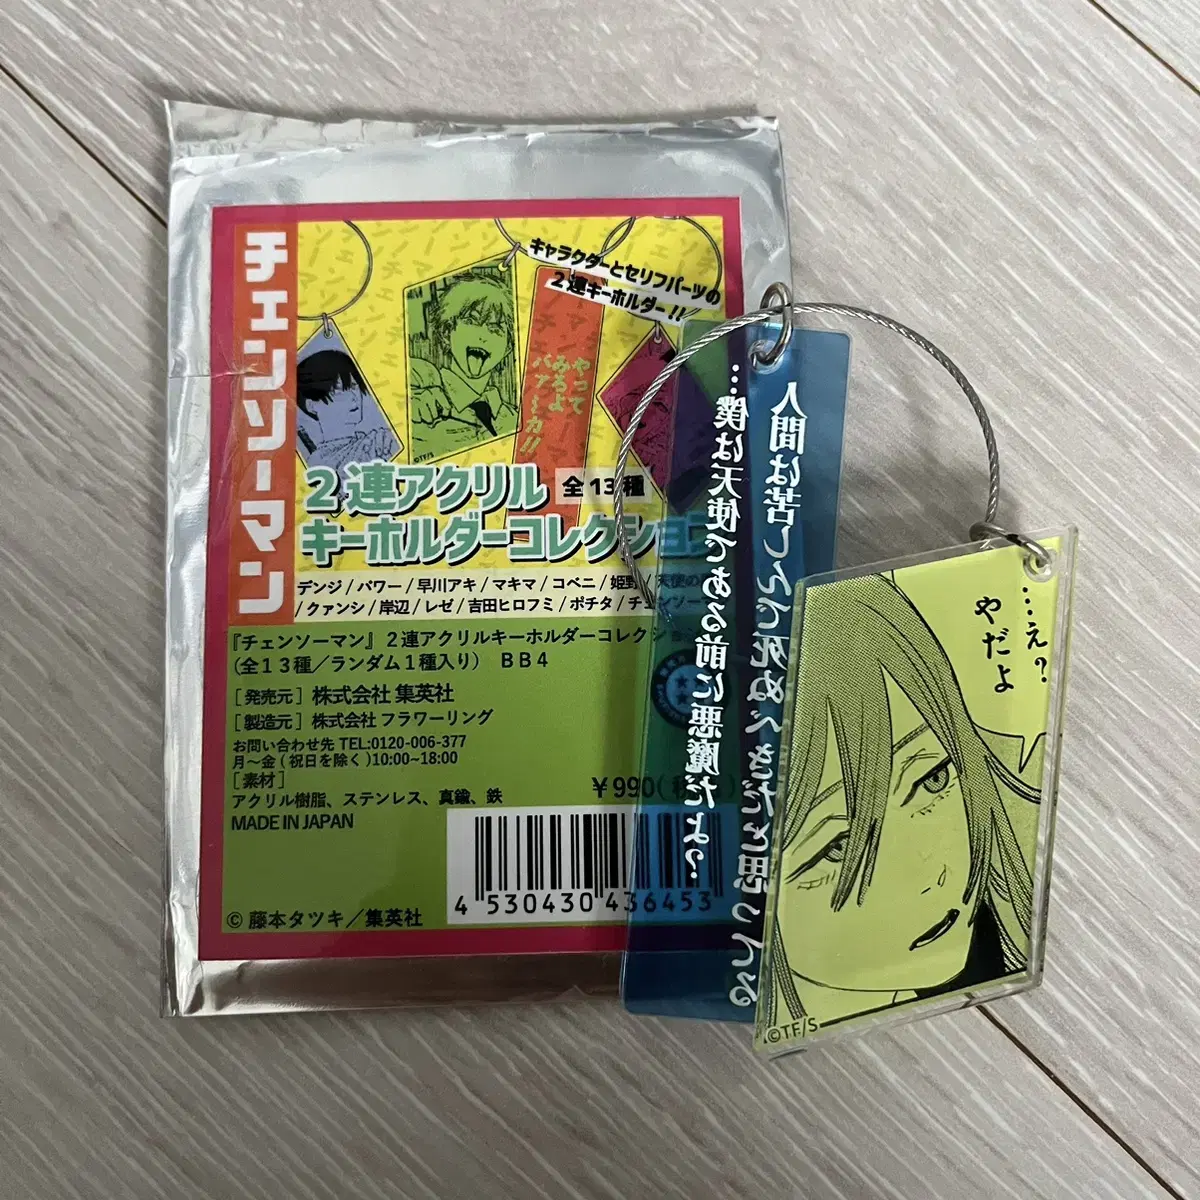 チェンソーマン
キャラクターとセリフパーツの
2連キーホルダー!!
やって
みろよ
バァーカ!!
©TF/S
2連アクリル
全13種
キーホルダーコレクション
デンジ/パワー/早川アキ/マキマ/コベニ/姫野/天使の
/クァンシ/岸辺/レゼ/吉田ヒロフミ/ポチタ/チェンソー
『チェンソーマン』2連アクリルキーホルダーコレクショ
(全13種/ランダム1種入り) BB4
[発売元]株式会社 集英社
[製造元]株式会社 フラワーリング
お問い合わせ先 TEL:0120-006-377
月〜金(祝日を除く)10:00~18:00
[素材]
アクリル樹脂、ステンレス、真鍮、鉄
¥990(税
MADE IN JAPAN
4 530430 436453
© 藤本タツキ/集英社
人間は苦しんで死ぬべきだと思ってる
…僕は天使である前に悪魔だよ?
…え?
やだよ
©TF/S